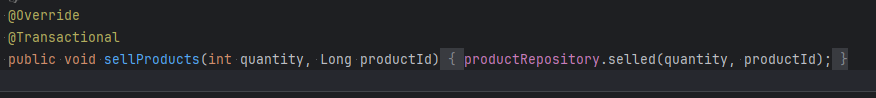 @Override
@Transactional
public void sellProducts(int quantity, Long productId) { productRepository.selled(quantity, productId); }